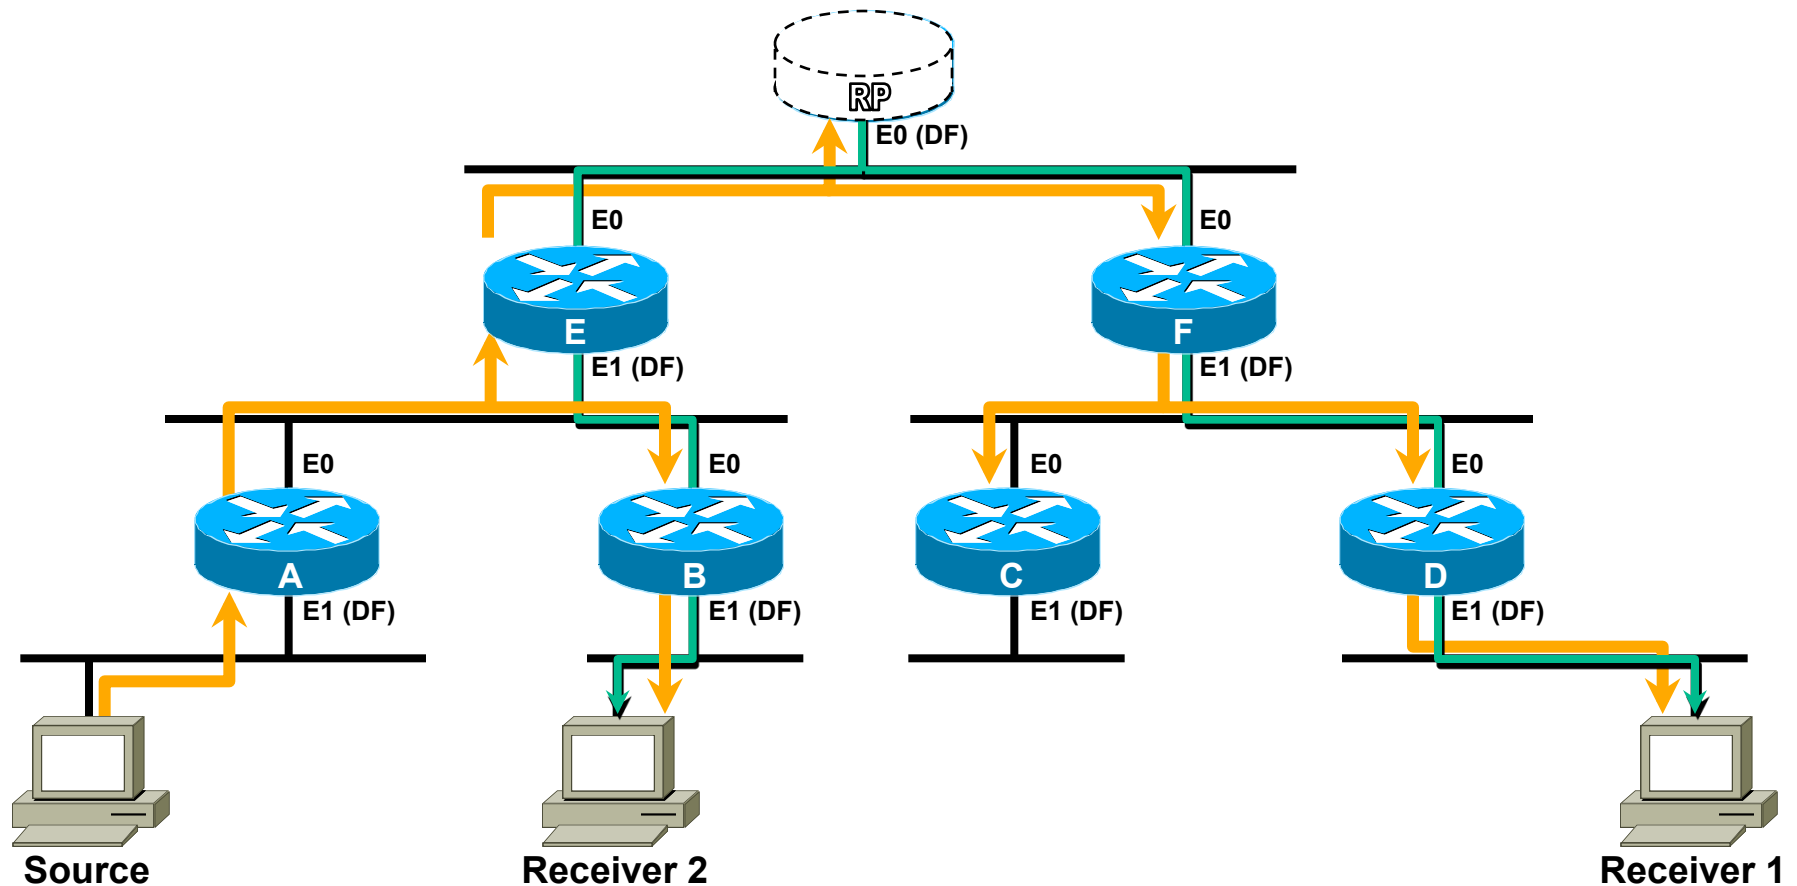 RP
E0 (DF)
E0
E0
E
F
E1 (DF)
E1 (DF)
E0
E0
E0
E0
A
B
C
D
E1 (DF)
E1 (DF)
E1 (DF)
E1 (DF)
Source
Receiver 2
Receiver 1